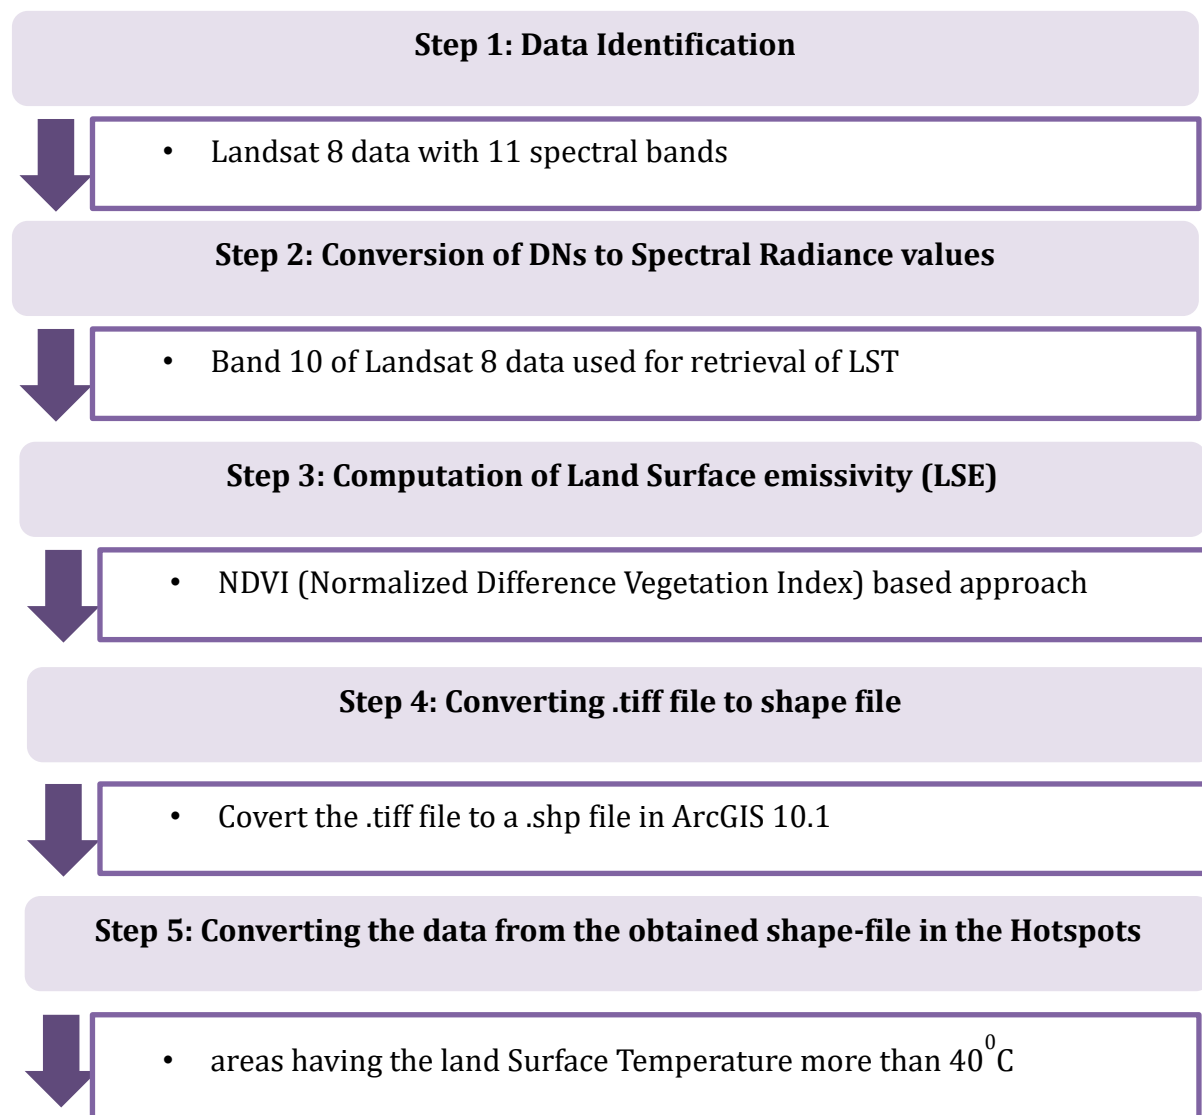 Step 1: Data Identification
• Landsat 8 data with 11 spectral bands
Step 2: Conversion of DNs to Spectral Radiance values
• Band 10 of Landsat 8 data used for retrieval of LST
Step 3: Computation of Land Surface emissivity (LSE)
• NDVI (Normalized Difference Vegetation Index) based approach
Step 4: Converting .tiff file to shape file
• Covert the .tiff file to a .shp file in ArcGIS 10.1
Step 5: Converting the data from the obtained shape-file in the Hotspots
• areas having the land Surface Temperature more than 40⁰C